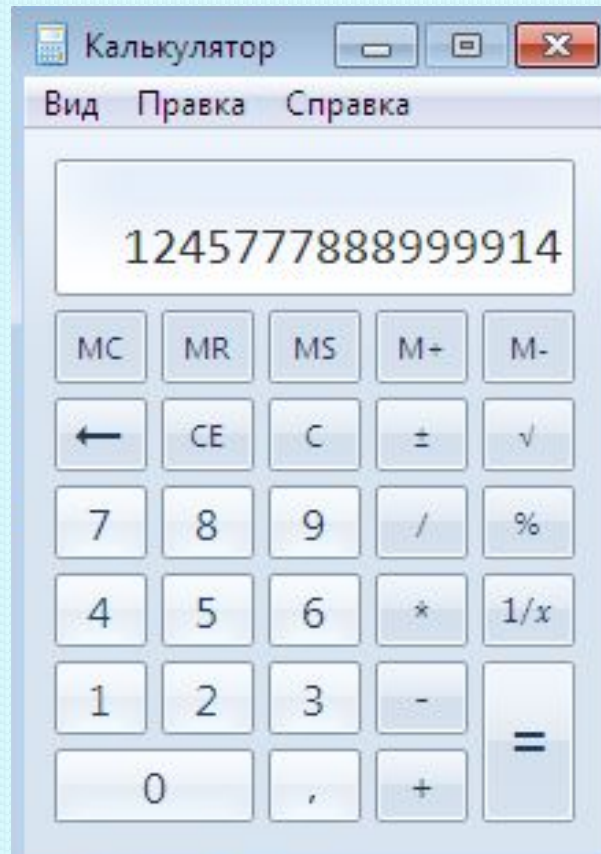 Калькулятор
Вид Правка Справка
1245777888999914
MC MR MS M+ M-
← CE C ± √
7 8 9 / %
4 5 6 * 1/x
1 2 3 - =
0 , +